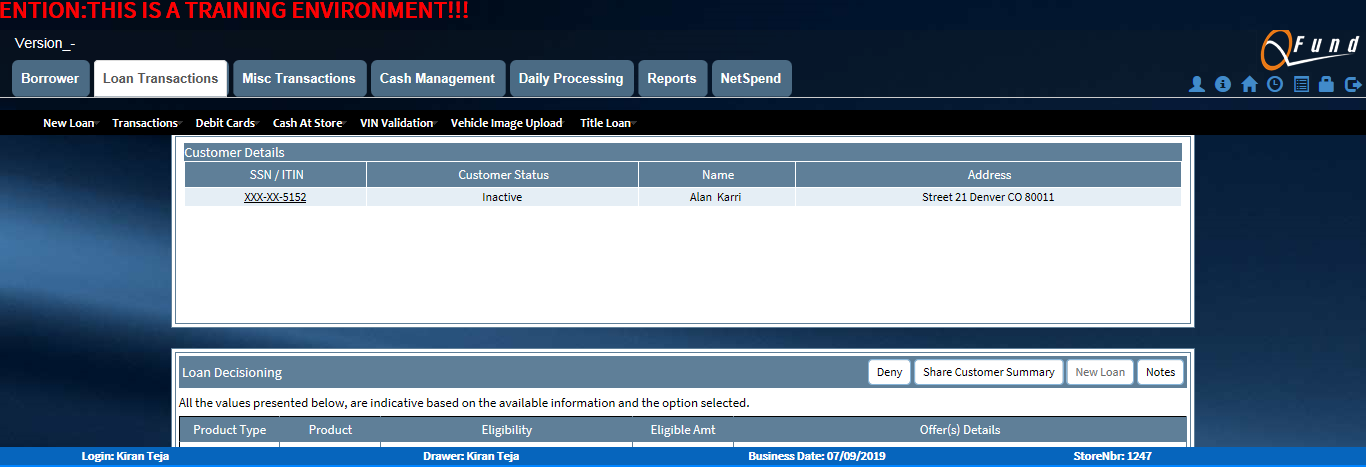 ENTION:THIS IS A TRAINING ENVIRONMENT!!!
Version_-
QFund
Borrower Loan Transactions Misc Transactions Cash Management Daily Processing Reports NetSpend
New Loan Transactions Debit Cards Cash At Store VIN Validation Vehicle Image Upload Title Loan
Customer Details
SSN / ITIN Customer Status Name Address
XXX-XX-5152 Inactive Alan Karri Street 21 Denver CO 80011
Loan Decisioning Deny Share Customer Summary New Loan Notes
All the values presented below, are indicative based on the available information and the option selected.
Product Type Product Eligibility Eligible Amt Offer(s) Details
Login: Kiran Teja Drawer: Kiran Teja Business Date: 07/09/2019 StoreNbr: 1247